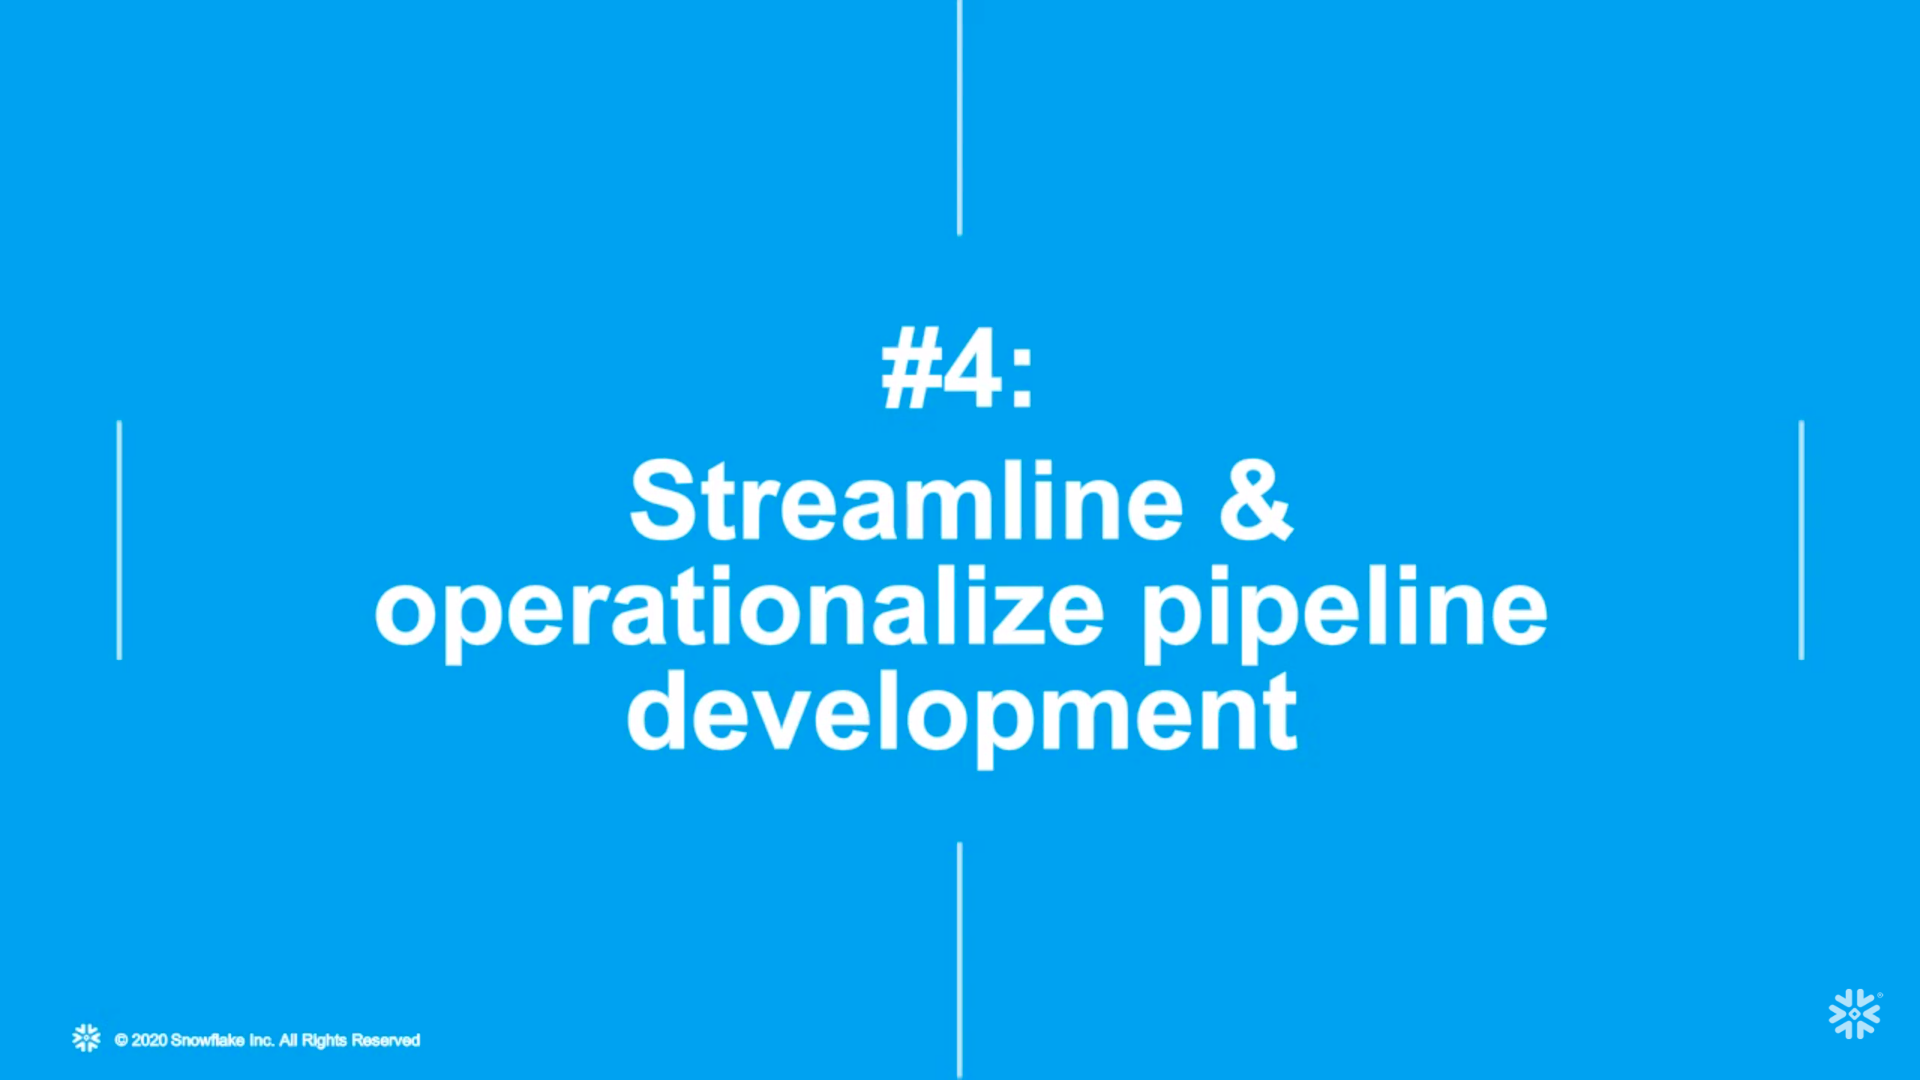 #4:
Streamline &
operationalize pipeline
development
© 2020 Snowflake Inc. All Rights Reserved
®